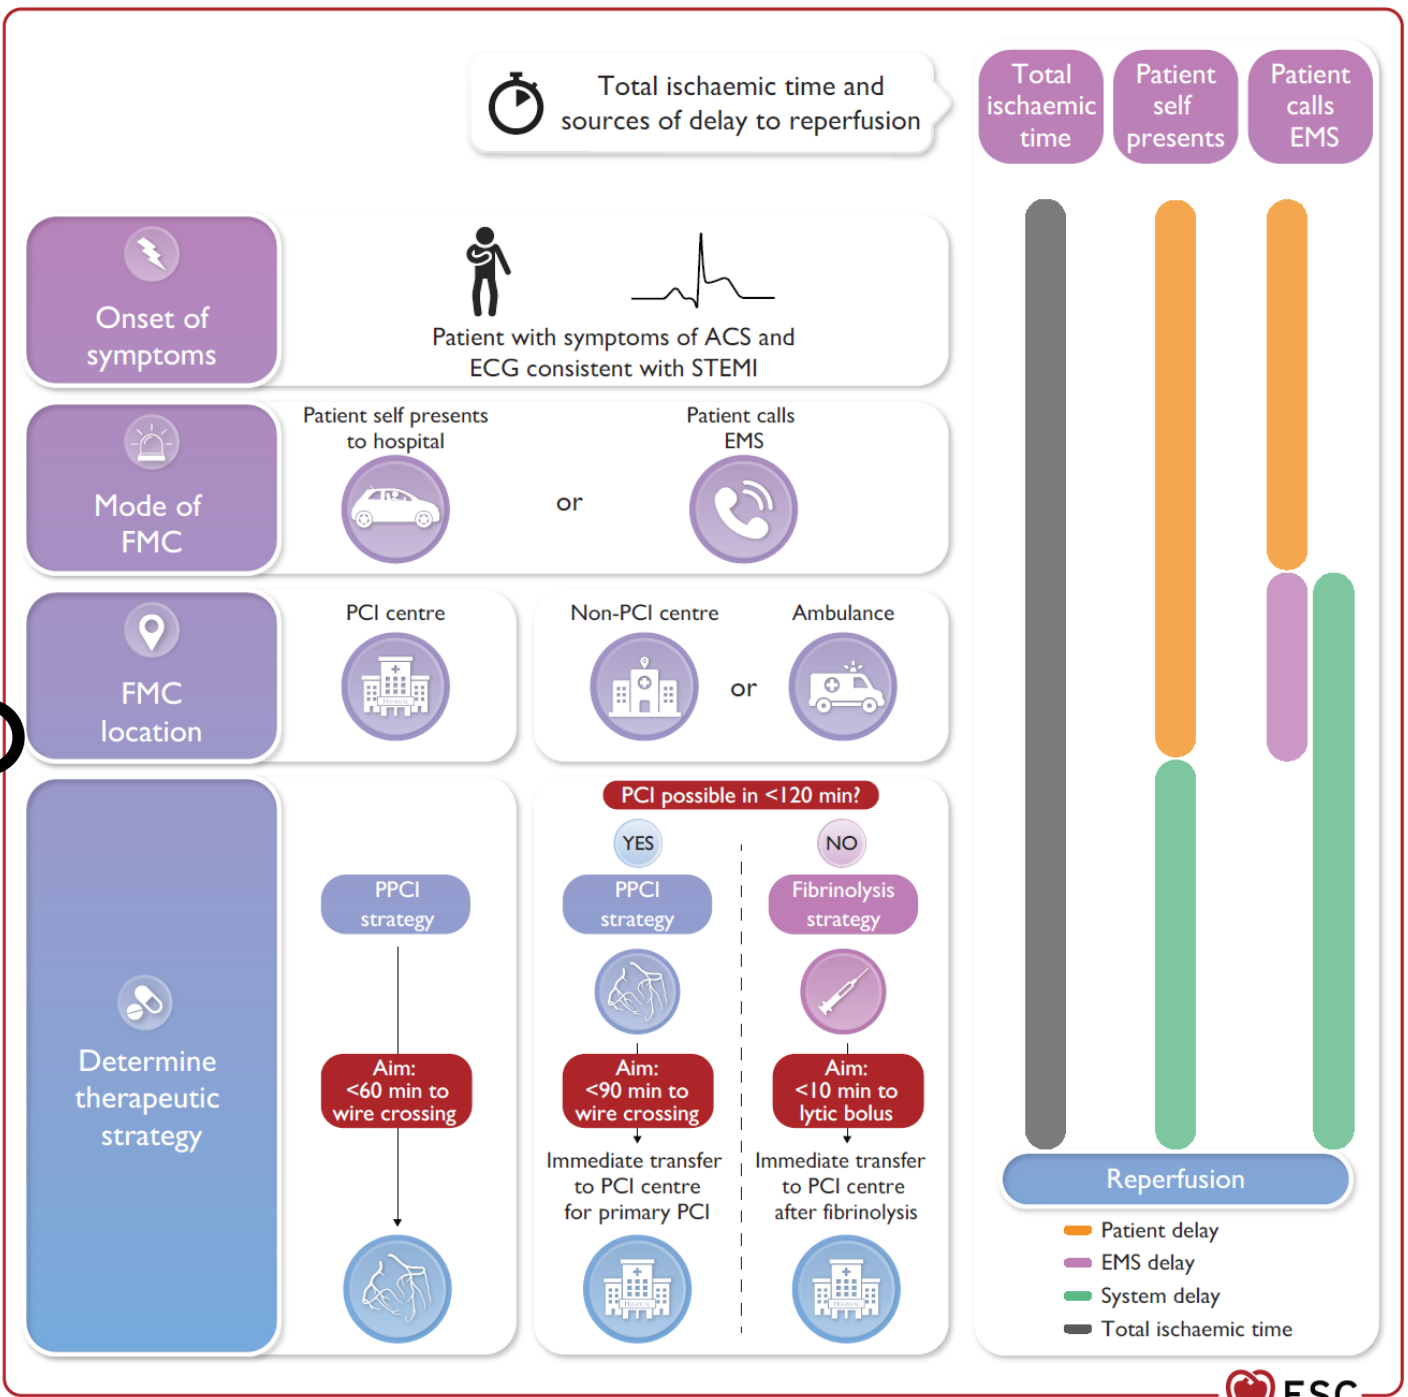 Total ischaemic time and
sources of delay to reperfusion
Total
ischaemic
time
Patient
self
presents
Patient
calls
EMS
Onset of
symptoms
Patient with symptoms of ACS and
ECG consistent with STEMI
Mode of
FMC
Patient self presents
to hospital
or
Patient calls
EMS
FMC
location
PCI centre
Non-PCI centre
or
Ambulance
Determine
therapeutic
strategy
PPCI
strategy
Aim:
<60 min to
wire crossing
PCI possible in <120 min?
YES
PPCI
strategy
Aim:
<90 min to
wire crossing
Immediate transfer
to PCI centre
for primary PCI
NO
Fibrinolysis
strategy
Aim:
<10 min to
lytic bolus
Immediate transfer
to PCI centre
after fibrinolysis
Reperfusion
Patient delay
EMS delay
System delay
Total ischaemic time
ESC